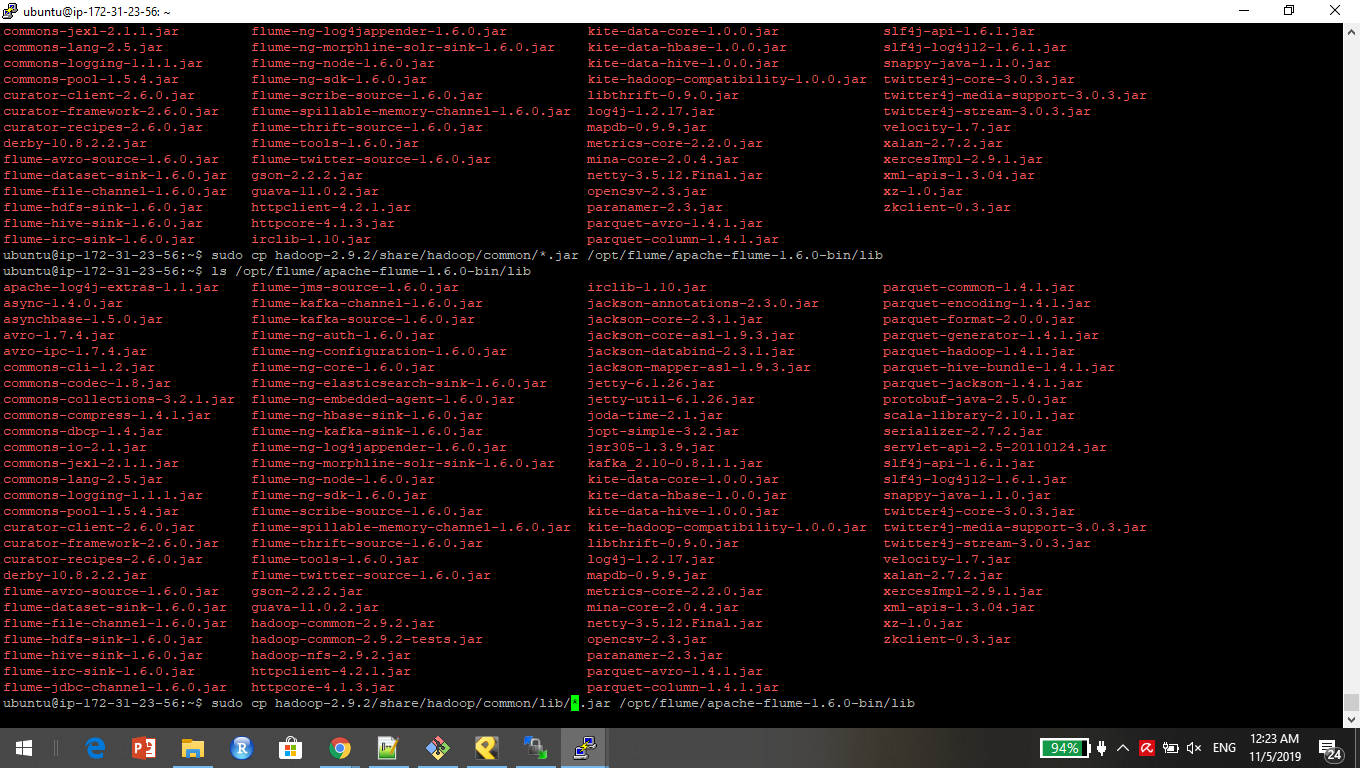 ubuntu@ip-172-31-23-56: ~
commons-jexl-2.1.1.jar flume-ng-log4jappender-1.6.0.jar kite-data-core-1.0.0.jar slf4j-api-1.6.1.jar
commons-lang-2.5.jar flume-ng-morphline-solr-sink-1.6.0.jar kite-data-hbase-1.0.0.jar slf4j-log4j12-1.6.1.jar
commons-logging-1.1.1.jar flume-ng-node-1.6.0.jar kite-data-hive-1.0.0.jar snappy-java-1.1.0.jar
commons-pool-1.5.4.jar flume-ng-sdk-1.6.0.jar kite-hadoop-compatibility-1.0.0.jar twitter4j-core-3.0.3.jar
curator-client-2.6.0.jar flume-scribe-source-1.6.0.jar libthrift-0.9.0.jar twitter4j-media-support-3.0.3.jar
curator-framework-2.6.0.jar flume-spillable-memory-channel-1.6.0.jar log4j-1.2.17.jar twitter4j-stream-3.0.3.jar
curator-recipes-2.6.0.jar flume-thrift-source-1.6.0.jar mapdb-0.9.9.jar velocity-1.7.jar
derby-10.8.2.2.jar flume-tools-1.6.0.jar metrics-core-2.2.0.jar xalan-2.7.2.jar
flume-avro-source-1.6.0.jar flume-twitter-source-1.6.0.jar mina-core-2.0.4.jar xercesImpl-2.9.1.jar
flume-dataset-sink-1.6.0.jar gson-2.2.2.jar netty-3.5.12.Final.jar xml-apis-1.3.04.jar
flume-file-channel-1.6.0.jar guava-11.0.2.jar opencsv-2.3.jar xz-1.0.jar
flume-hdfs-sink-1.6.0.jar httpclient-4.2.1.jar paranamer-2.3.jar zkclient-0.3.jar
flume-hive-sink-1.6.0.jar httpcore-4.1.3.jar parquet-avro-1.4.1.jar
flume-irc-sink-1.6.0.jar irclib-1.10.jar parquet-column-1.4.1.jar
ubuntu@ip-172-31-23-56:~$ sudo cp hadoop-2.9.2/share/hadoop/common/*.jar /opt/flume/apache-flume-1.6.0-bin/lib
ubuntu@ip-172-31-23-56:~$ ls /opt/flume/apache-flume-1.6.0-bin/lib
apache-log4j-extras-1.1.jar flume-jms-source-1.6.0.jar irclib-1.10.jar parquet-common-1.4.1.jar
async-1.4.0.jar flume-kafka-channel-1.6.0.jar jackson-annotations-2.3.0.jar parquet-encoding-1.4.1.jar
asynchbase-1.5.0.jar flume-kafka-source-1.6.0.jar jackson-core-2.3.1.jar parquet-format-2.0.0.jar
avro-1.7.4.jar flume-ng-auth-1.6.0.jar jackson-core-asl-1.9.3.jar parquet-generator-1.4.1.jar
avro-ipc-1.7.4.jar flume-ng-configuration-1.6.0.jar jackson-databind-2.3.1.jar parquet-hadoop-1.4.1.jar
commons-cli-1.2.jar flume-ng-core-1.6.0.jar jackson-mapper-asl-1.9.3.jar parquet-hive-bundle-1.4.1.jar
commons-codec-1.8.jar flume-ng-elasticsearch-sink-1.6.0.jar jetty-6.1.26.jar parquet-jackson-1.4.1.jar
commons-collections-3.2.1.jar flume-ng-embedded-agent-1.6.0.jar jetty-util-6.1.26.jar protobuf-java-2.5.0.jar
commons-compress-1.4.1.jar flume-ng-hbase-sink-1.6.0.jar joda-time-2.1.jar scala-library-2.10.1.jar
commons-dbcp-1.4.jar flume-ng-kafka-sink-1.6.0.jar jopt-simple-3.2.jar serializer-2.7.2.jar
commons-io-2.1.jar flume-ng-log4jappender-1.6.0.jar jsr305-1.3.9.jar servlet-api-2.5-20110124.jar
commons-jexl-2.1.1.jar flume-ng-morphline-solr-sink-1.6.0.jar kafka_2.10-0.8.1.1.jar slf4j-api-1.6.1.jar
commons-lang-2.5.jar flume-ng-node-1.6.0.jar kite-data-core-1.0.0.jar slf4j-log4j12-1.6.1.jar
commons-logging-1.1.1.jar flume-ng-sdk-1.6.0.jar kite-data-hbase-1.0.0.jar snappy-java-1.1.0.jar
commons-pool-1.5.4.jar flume-scribe-source-1.6.0.jar kite-data-hive-1.0.0.jar twitter4j-core-3.0.3.jar
curator-client-2.6.0.jar flume-spillable-memory-channel-1.6.0.jar kite-hadoop-compatibility-1.0.0.jar twitter4j-media-support-3.0.3.jar
curator-framework-2.6.0.jar flume-thrift-source-1.6.0.jar libthrift-0.9.0.jar twitter4j-stream-3.0.3.jar
curator-recipes-2.6.0.jar flume-tools-1.6.0.jar log4j-1.2.17.jar velocity-1.7.jar
derby-10.8.2.2.jar flume-twitter-source-1.6.0.jar mapdb-0.9.9.jar xalan-2.7.2.jar
flume-avro-source-1.6.0.jar gson-2.2.2.jar metrics-core-2.2.0.jar xercesImpl-2.9.1.jar
flume-dataset-sink-1.6.0.jar guava-11.0.2.jar mina-core-2.0.4.jar xml-apis-1.3.04.jar
flume-file-channel-1.6.0.jar hadoop-common-2.9.2.jar netty-3.5.12.Final.jar xz-1.0.jar
flume-hdfs-sink-1.6.0.jar hadoop-common-2.9.2-tests.jar opencsv-2.3.jar zkclient-0.3.jar
flume-hive-sink-1.6.0.jar hadoop-nfs-2.9.2.jar paranamer-2.3.jar
flume-irc-sink-1.6.0.jar httpclient-4.2.1.jar parquet-avro-1.4.1.jar
flume-jdbc-channel-1.6.0.jar httpcore-4.1.3.jar parquet-column-1.4.1.jar
ubuntu@ip-172-31-23-56:~$ sudo cp hadoop-2.9.2/share/hadoop/common/lib/*.jar /opt/flume/apache-flume-1.6.0-bin/lib
94% ENG 12:23 AM
11/5/2019 24